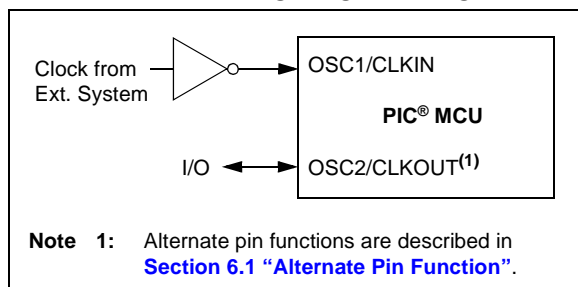 Clock from
Ext. System
OSC1/CLKIN
PIC® MCU
I/O
OSC2/CLKOUT(1)
Note 1: Alternate pin functions are described in
Section 6.1 “Alternate Pin Function”.